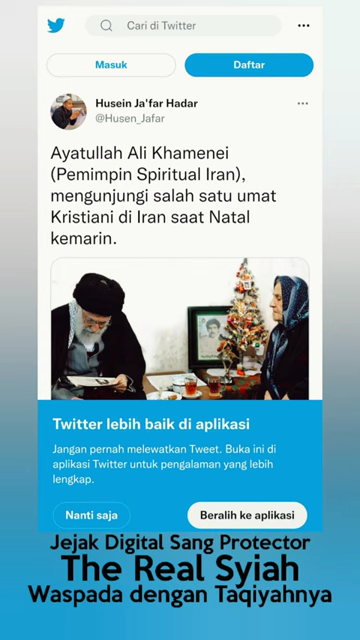 Cari di Twitter
Masuk
Daftar
Husein Ja'far Hadar
@Husen_Jafar
Ayatullah Ali Khamenei
(Pemimpin Spiritual Iran),
mengunjungi salah satu umat
Kristiani di Iran saat Natal
kemarin.
Twitter lebih baik di aplikasi
Jangan pernah melewatkan Tweet. Buka ini di
aplikasi Twitter untuk pengalaman yang lebih
lengkap.
Nanti saja
Beralih ke aplikasi
Jejak Digital Sang Protector
The Real Syiah
Waspada dengan Taqiyahnya